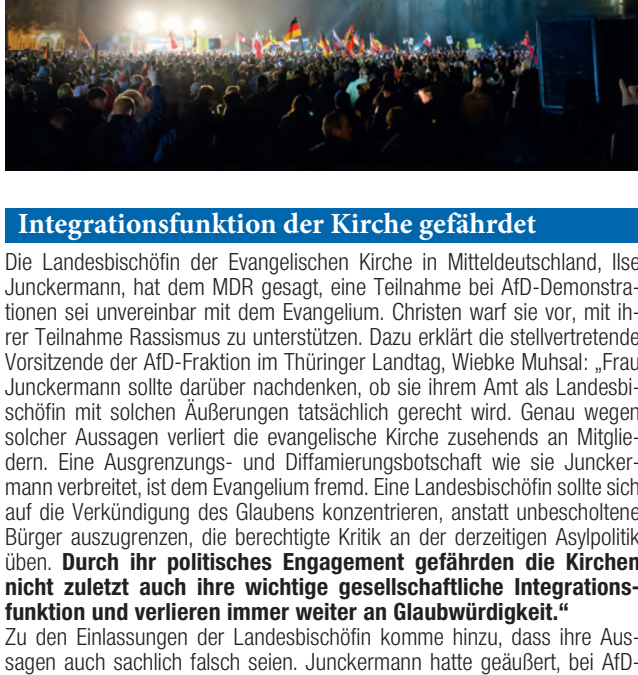 Integrationsfunktion der Kirche gefährdet
Die Landesbischöfin der Evangelischen Kirche in Mitteldeutschland, Ilse
Junckermann, hat dem MDR gesagt, eine Teilnahme bei AfD-Demonstra-
tionen sei unvereinbar mit dem Evangelium. Christen warf sie vor, mit ih-
rer Teilnahme Rassismus zu unterstützen. Dazu erklärt die stellvertretende
Vorsitzende der AfD-Fraktion im Thüringer Landtag, Wiebke Muhsal: „Frau
Junckermann sollte darüber nachdenken, ob sie ihrem Amt als Landesbi-
schöfin mit solchen Äußerungen tatsächlich gerecht wird. Genau wegen
solcher Aussagen verliert die evangelische Kirche zusehends an Mitglie-
dern. Eine Ausgrenzungs- und Diffamierungsbotschaft wie sie Juncker-
mann verbreitet, ist dem Evangelium fremd. Eine Landesbischöfin sollte sich
auf die Verkündigung des Glaubens konzentrieren, anstatt unbescholtene
Bürger auszugrenzen, die berechtigte Kritik an der derzeitigen Asylpolitik
üben. Durch ihr politisches Engagement gefährden die Kirchen
nicht zuletzt auch ihre wichtige gesellschaftliche Integrations-
funktion und verlieren immer weiter an Glaubwürdigkeit.“
Zu den Einlassungen der Landesbischöfin komme hinzu, dass ihre Aus-
sagen auch sachlich falsch seien. Junckermann hatte geäußert, bei AfD-